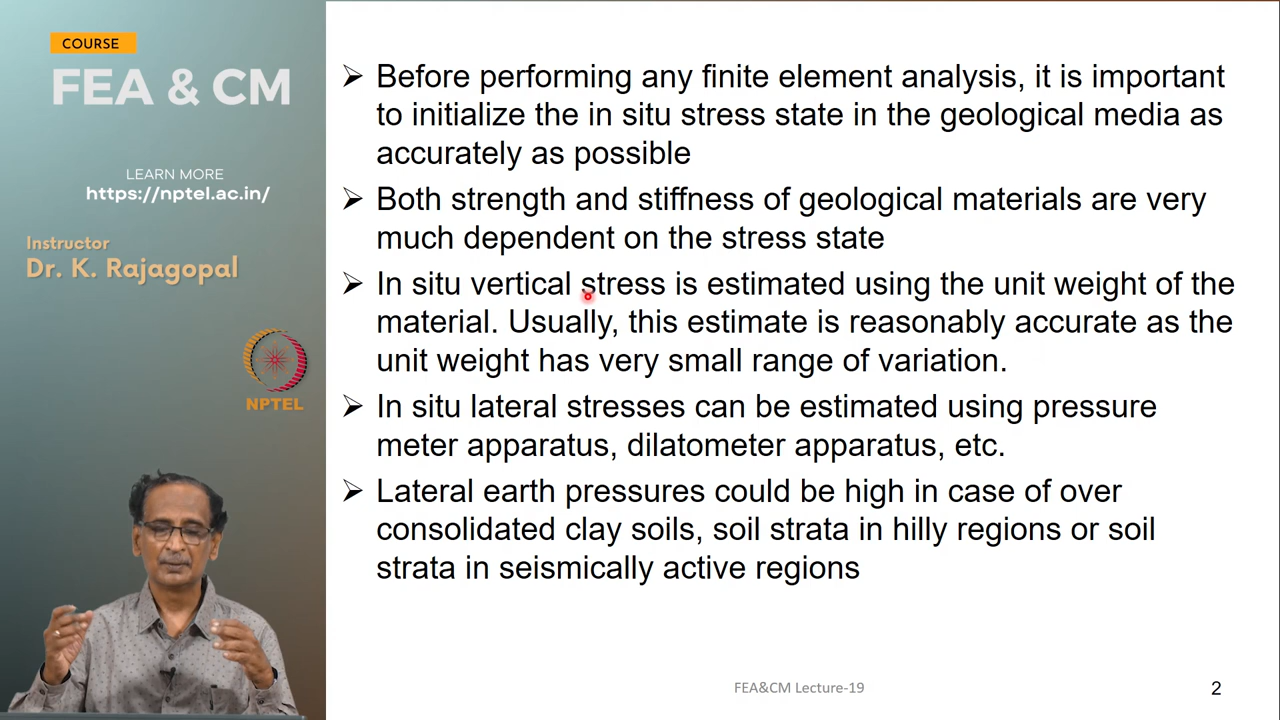 COURSE
FEA & CM
LEARN MORE
https://nptel.ac.in/
Instructor
Dr. K. Rajagopal
NPTEL
Before performing any finite element analysis, it is important
to initialize the in situ stress state in the geological media as
accurately as possible
Both strength and stiffness of geological materials are very
much dependent on the stress state
In situ vertical stress is estimated using the unit weight of the
material. Usually, this estimate is reasonably accurate as the
unit weight has very small range of variation.
In situ lateral stresses can be estimated using pressure
meter apparatus, dilatometer apparatus, etc.
Lateral earth pressures could be high in case of over
consolidated clay soils, soil strata in hilly regions or soil
strata in seismically active regions
FEA&CM Lecture-19
2